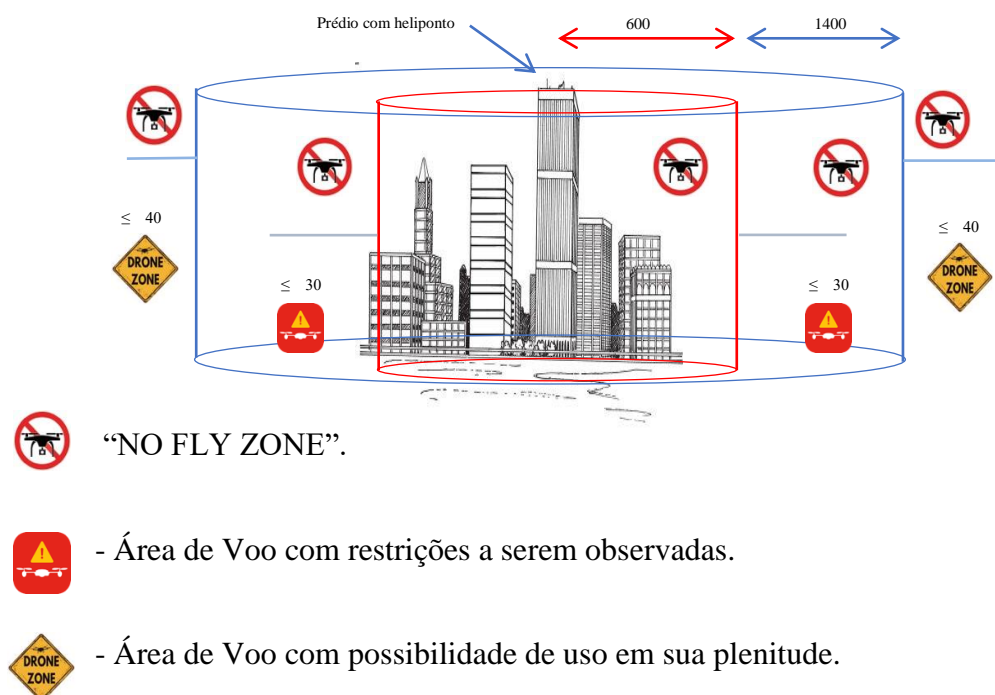 Prédio com heliponto
600
1400
≤ 40
DRONE
ZONE
≤ 30
≤ 30
≤ 40
DRONE
ZONE
“NO FLY ZONE”.
- Área de Voo com restrições a serem observadas.
DRONE
ZONE
- Área de Voo com possibilidade de uso em sua plenitude.